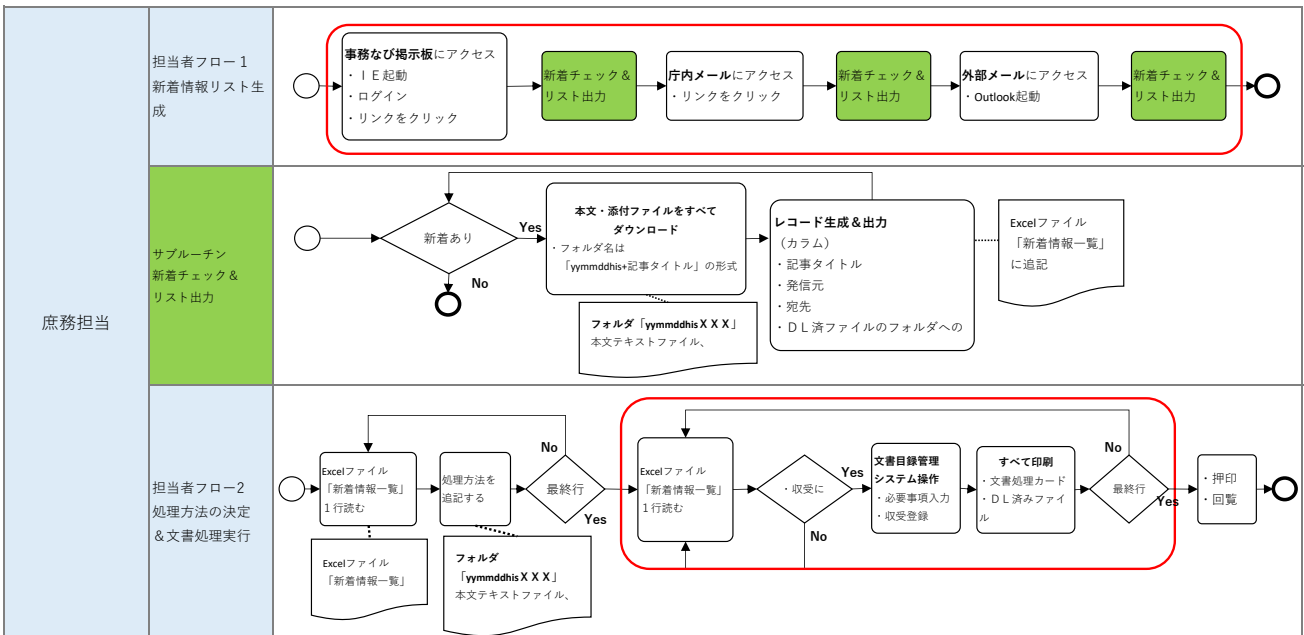 庶務担当
担当者フロー１
新着情報リスト生
成
事務なび掲示板にアクセス
・ＩＥ起動
・ログイン
・リンクをクリック
新着チェック＆
リスト出力
庁内メールにアクセス
・リンクをクリック
新着チェック＆
リスト出力
外部メールにアクセス
・Outlook起動
新着チェック＆
リスト出力
サブルーチン
新着チェック＆
リスト出力
新着あり
Yes
No
本文・添付ファイルをすべて
ダウンロード
・フォルダ名は
「yymmddhis+記事タイトル」の形式
フォルダ「yymmddhisＸＸＸ」
本文テキストファイル、
レコード生成＆出力
（カラム）
・記事タイトル
・発信元
・宛先
・ＤＬ済ファイルのフォルダへの
Excelファイル
「新着情報一覧」
に追記
担当者フロー2
処理方法の決定
＆文書処理実行
Excelファイル
「新着情報一覧」
１行読む
Excelファイル
「新着情報一覧」
処理方法を
追記する
フォルダ
「yymmddhisＸＸＸ」
本文テキストファイル、
No
最終行
Yes
Excelファイル
「新着情報一覧」
１行読む
・収受に
Yes
No
文書目録管理
システム操作
・必要事項入力
・収受登録
すべて印刷
・文書処理カード
・ＤＬ済みファイ
ル
No
最終行
Yes
・押印
・回覧